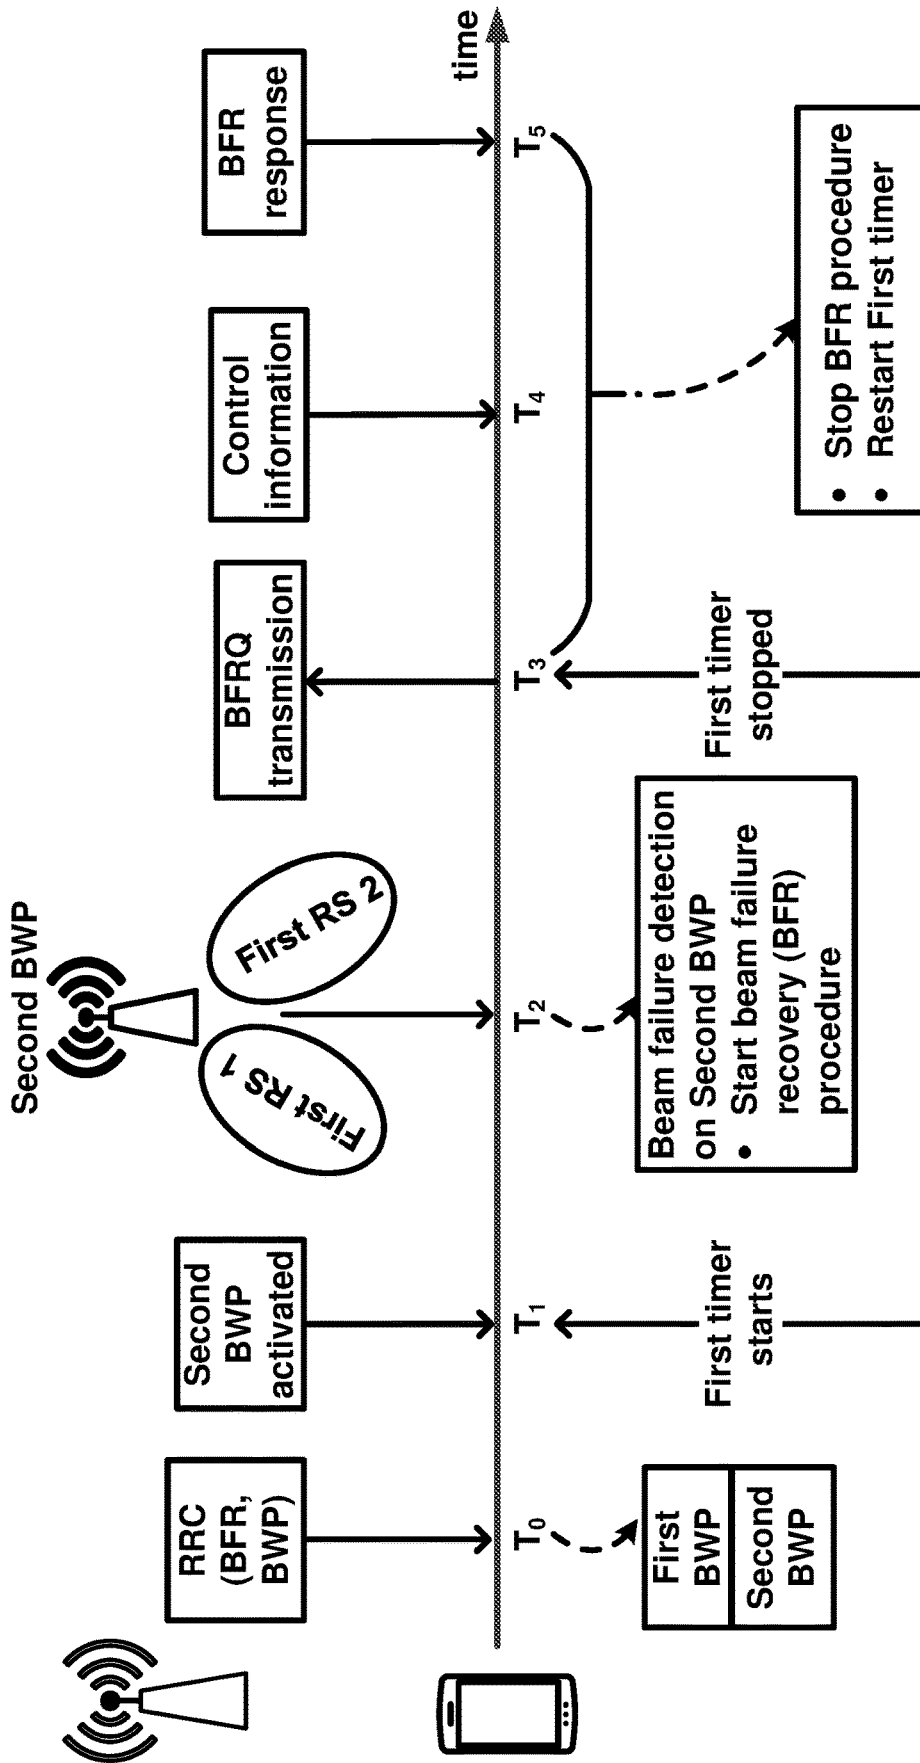 Second BWP
RRC
(BFR,
BWP)
Second
BWP
activated
First RS 1
First RS 2
BFRQ
transmission
Control
information
BFR
response
time
T0
T1
T2
T3
T4
T5
First
BWP
Second
BWP
First timer
starts
Beam failure detection
on Second BWP
• Start beam failure
recovery (BFR)
procedure
First timer
stopped
• Stop BFR procedure
• Restart First timer